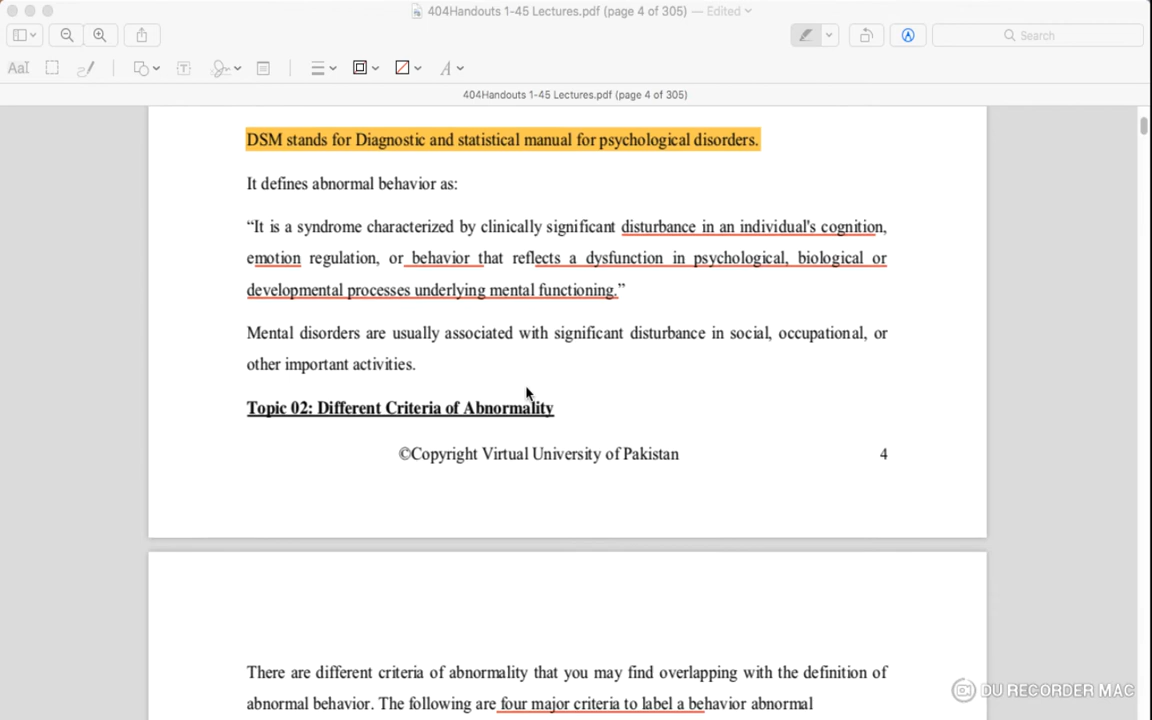 404Handouts 1-45 Lectures.pdf (page 4 of 305) — Edited
Search
AaI
T
A
404Handouts 1-45 Lectures.pdf (page 4 of 305)
DSM stands for Diagnostic and statistical manual for psychological disorders.
It defines abnormal behavior as:
“It is a syndrome characterized by clinically significant disturbance in an individual's cognition,
emotion regulation, or behavior that reflects a dysfunction in psychological, biological or
developmental processes underlying mental functioning.”
Mental disorders are usually associated with significant disturbance in social, occupational, or
other important activities.
Topic 02: Different Criteria of Abnormality
©Copyright Virtual University of Pakistan 4
There are different criteria of abnormality that you may find overlapping with the definition of
abnormal behavior. The following are four major criteria to label a behavior abnormal
DU RECORDER MAC